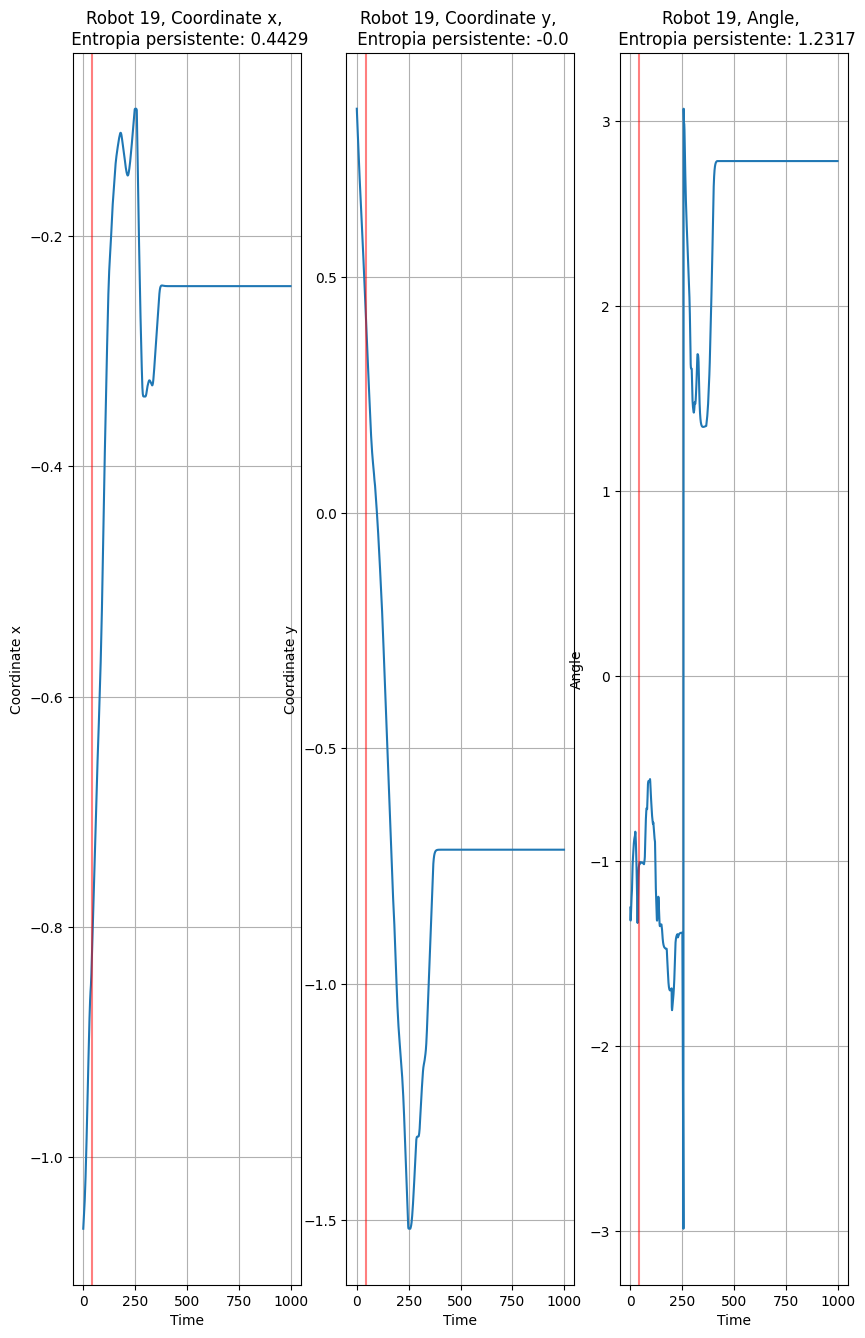 Robot 19, Coordinate x,
Entropia persistente: 0.4429
−0.2
−0.4
−0.6
−0.8
−1.0
Coordinate x
0
250
500
750
1000
Time
Robot 19, Coordinate y,
Entropia persistente: -0.0
0.5
0.0
−0.5
−1.0
−1.5
Coordinate y
0
250
500
750
1000
Time
Robot 19, Angle,
Entropia persistente: 1.2317
3
2
1
0
−1
−2
−3
Angle
0
250
500
750
1000
Time